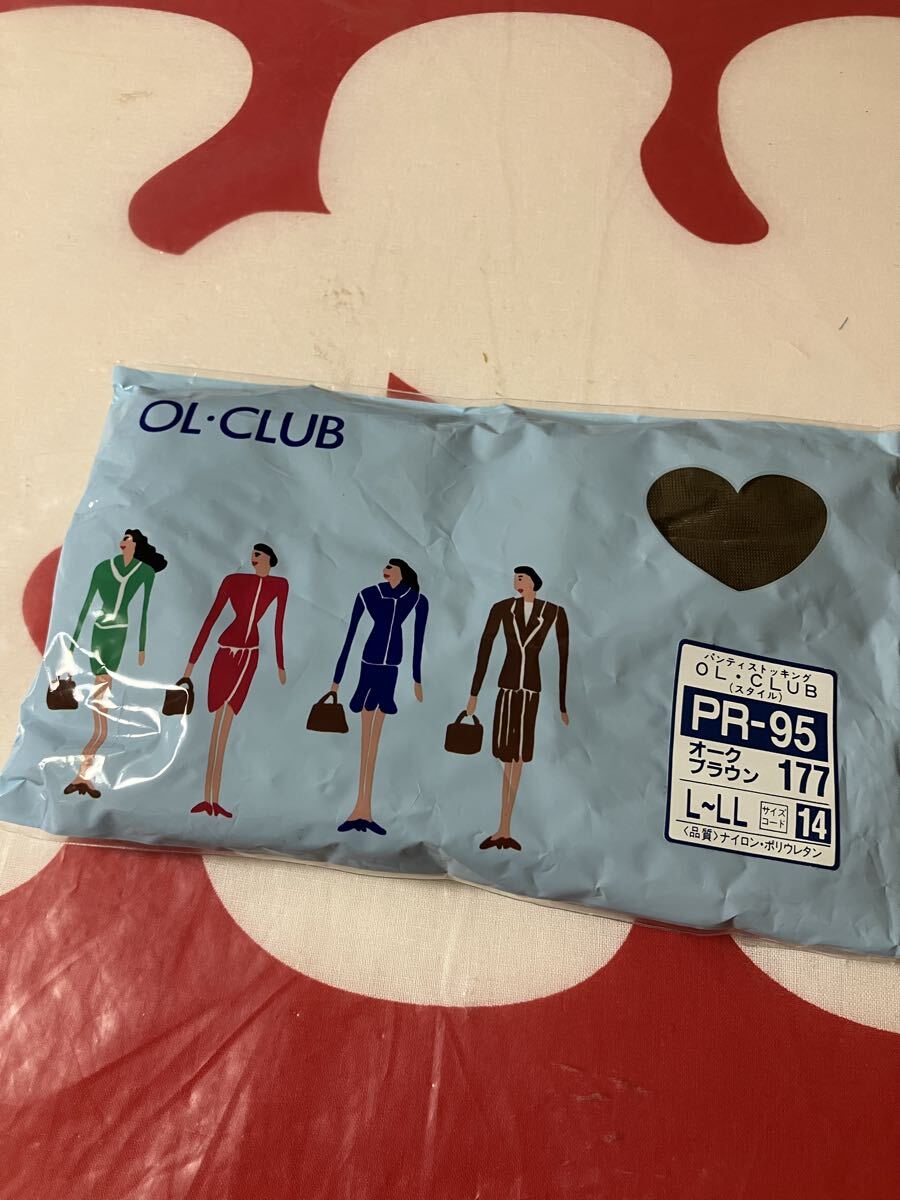 OL・CLUB
パンティストッキング
OL・CLUB
(スタイル)
PR-95
オーク
ブラウン 177
L~LL サイズコード 14
〈品質〉ナイロン・ポリウレタン